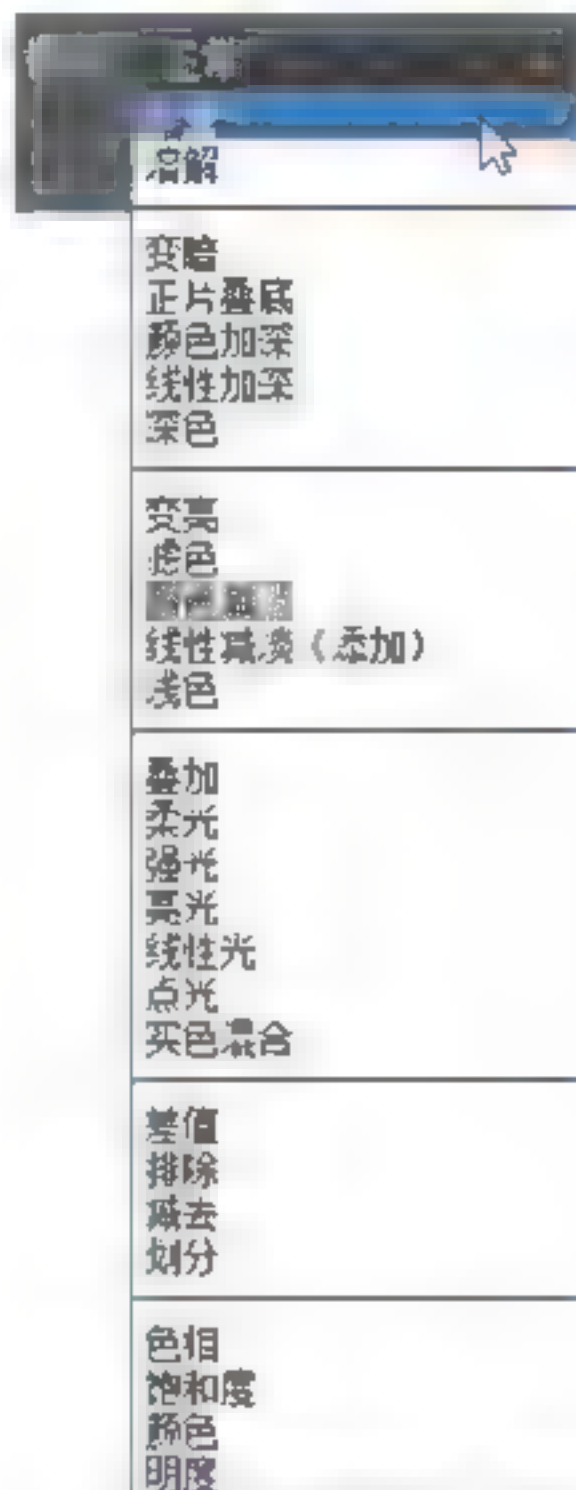 溶解
变暗
正片叠底
颜色加深
线性加深
深色
变亮
滤色
线性减淡（添加）
浅色
叠加
柔光
强光
亮光
线性光
点光
实色混合
差值
排除
减去
划分
色相
饱和度
颜色
明度